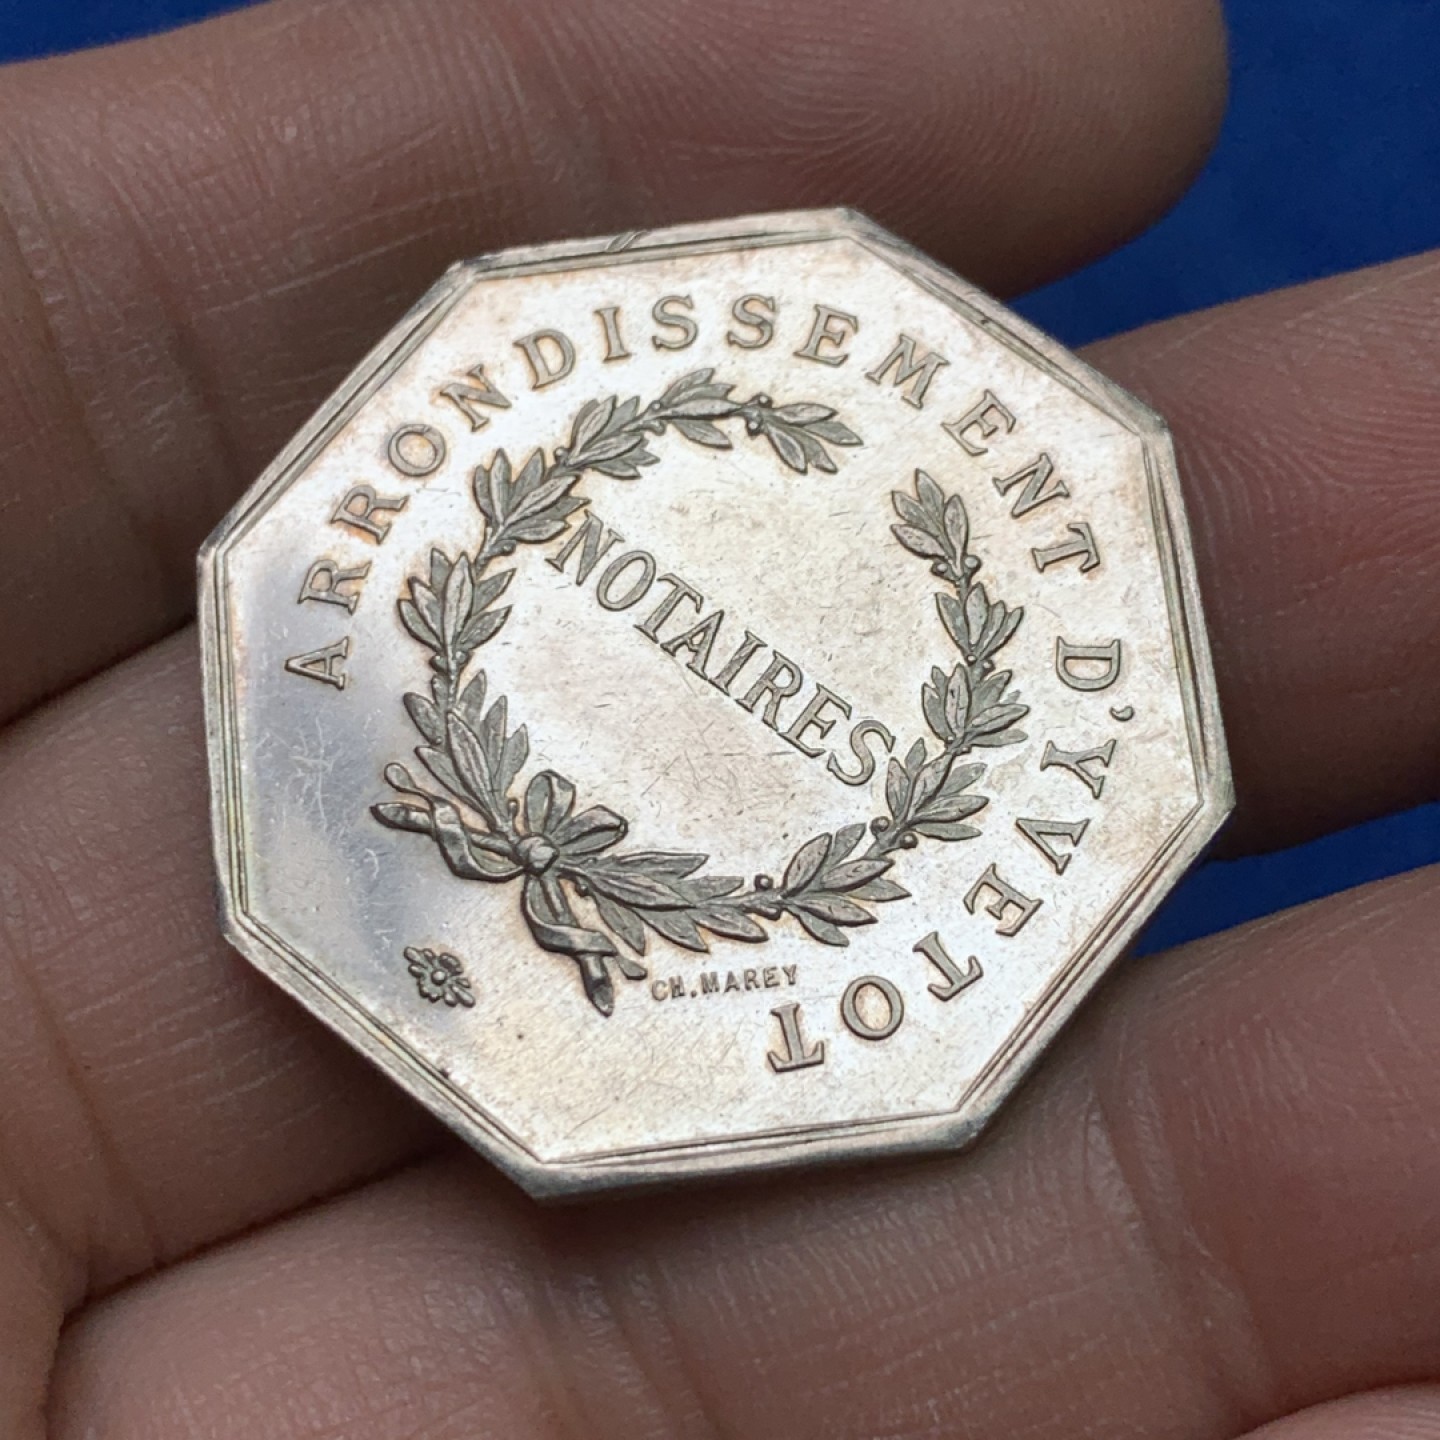 ARRONDISSEMENT D'YVETOT
NOTAIRES
CH. MAREY